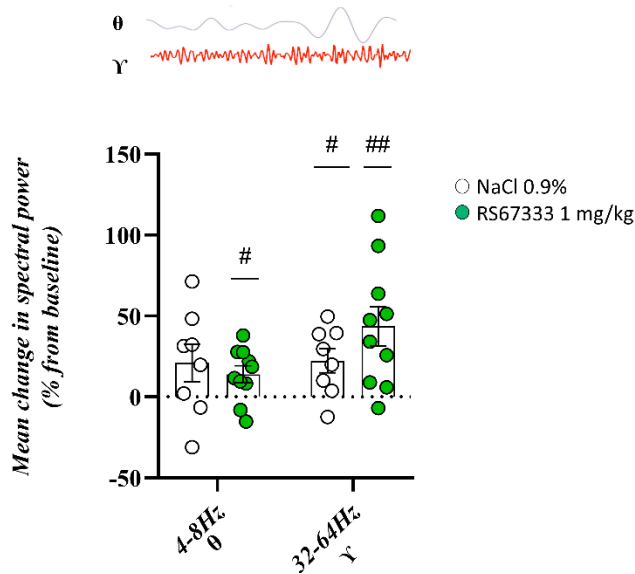 θ
ϒ
Mean change in spectral power
(% from baseline)
150
100
50
0
-50
#
#
##
NaCl 0.9%
RS67333 1 mg/kg
4-8Hz
θ
32-64Hz
ϒ